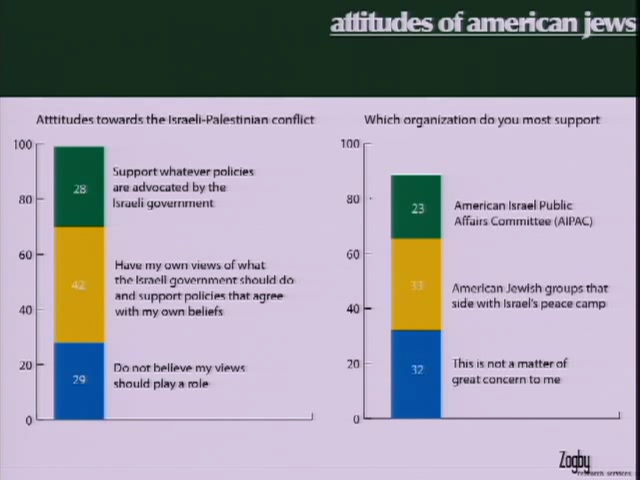 attitudes of american jews
Atttitudes towards the Israeli-Palestinian conflict
100
80
60
40
20
0
28
42
29
Support whatever policies
are advocated by the
Israeli government
Have my own views of what
the Israeli government should do
and support policies that agree
with my own beliefs
Do not believe my views
should play a role
Which organization do you most support
100
80
60
40
20
0
23
33
32
American Israel Public
Affairs Committee (AIPAC)
American Jewish groups that
side with Israel's peace camp
This is not a matter of
great concern to me
Zogby
research services